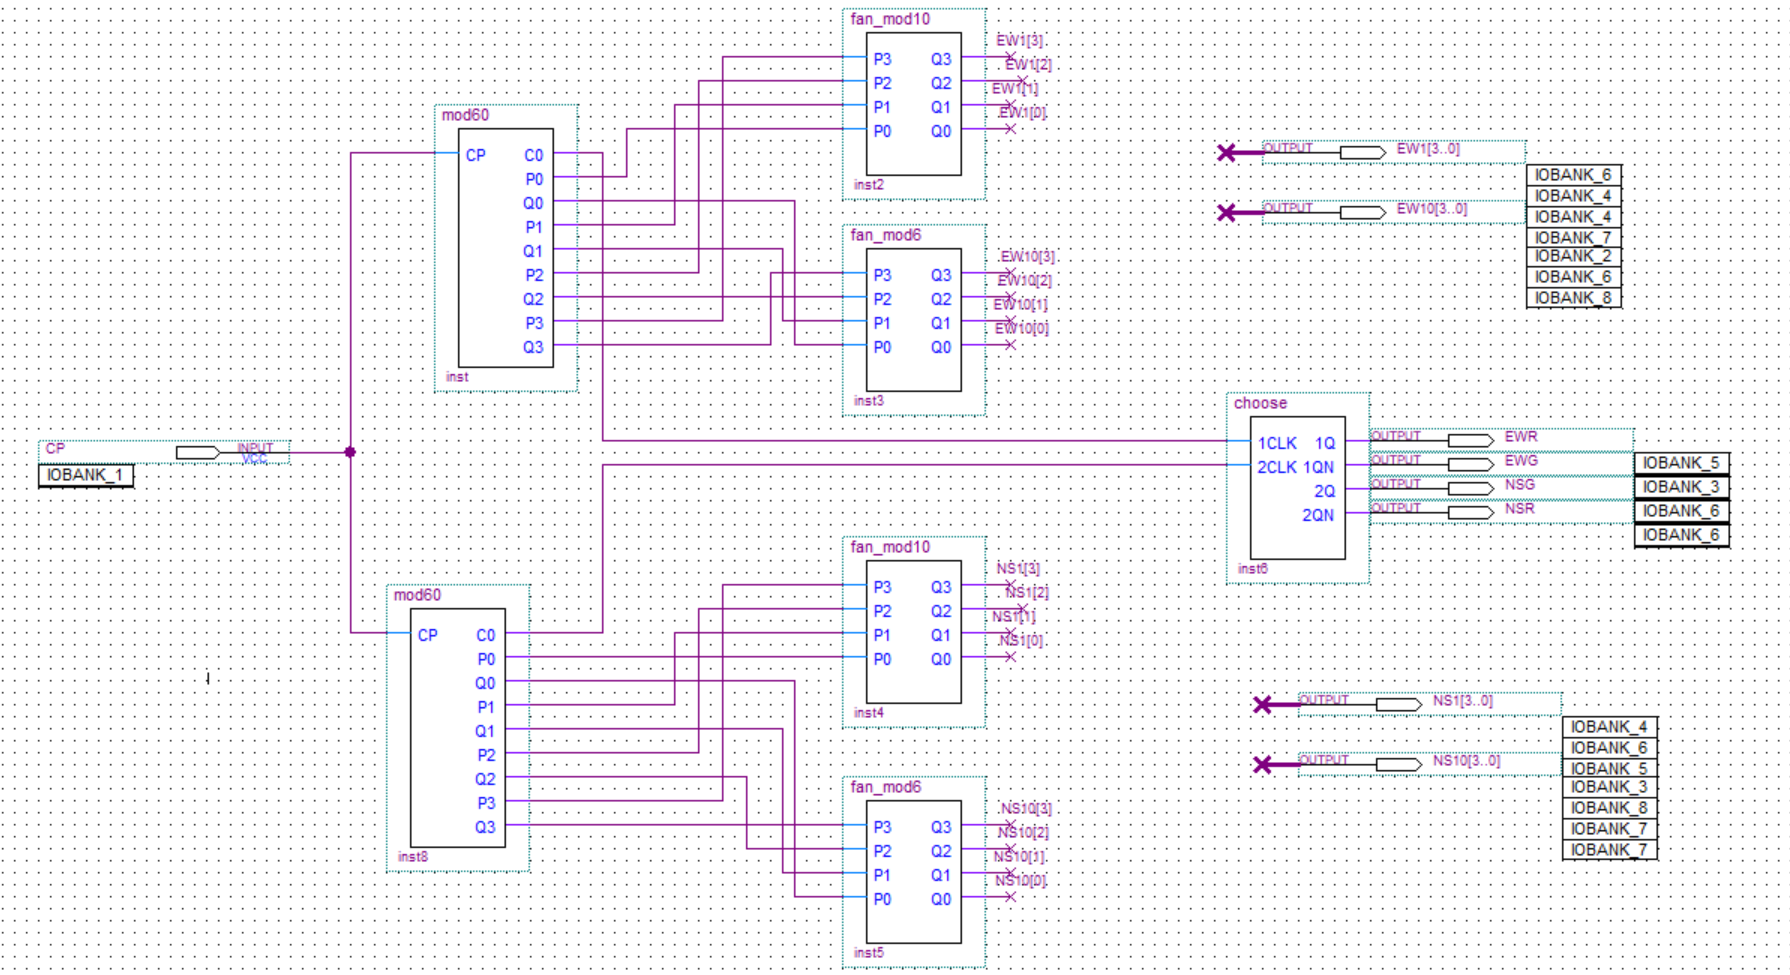 fan_mod10
P3 Q3 EW1[3]
P2 Q2 EW1[2]
P1 Q1 EW1[1]
P0 Q0 EW1[0]
inst2
mod60
CP C0
P0
Q0
P1
Q1
P2
Q2
P3
Q3
inst
fan_mod6
P3 Q3 EW10[3]
P2 Q2 EW10[2]
P1 Q1 EW10[1]
P0 Q0 EW10[0]
inst3
OUTPUT EW1[3..0]
OUTPUT EW10[3..0]
IOBANK_6
IOBANK_4
IOBANK_4
IOBANK_7
IOBANK_2
IOBANK_6
IOBANK_8
CP INPUT
VCC
IOBANK_1
choose
1CLK 1Q OUTPUT EWR
2CLK 1QN OUTPUT EWG
2Q OUTPUT NSG
2QN OUTPUT NSR
inst6
IOBANK_5
IOBANK_3
IOBANK_6
IOBANK_6
mod60
CP C0
P0
Q0
P1
Q1
P2
Q2
P3
Q3
inst8
fan_mod10
P3 Q3 NS1[3]
P2 Q2 NS1[2]
P1 Q1 NS1[1]
P0 Q0 NS1[0]
inst4
fan_mod6
P3 Q3 NS10[3]
P2 Q2 NS10[2]
P1 Q1 NS10[1]
P0 Q0 NS10[0]
inst5
OUTPUT NS1[3..0]
OUTPUT NS10[3..0]
IOBANK_4
IOBANK_6
IOBANK_5
IOBANK_3
IOBANK_8
IOBANK_7
IOBANK_7